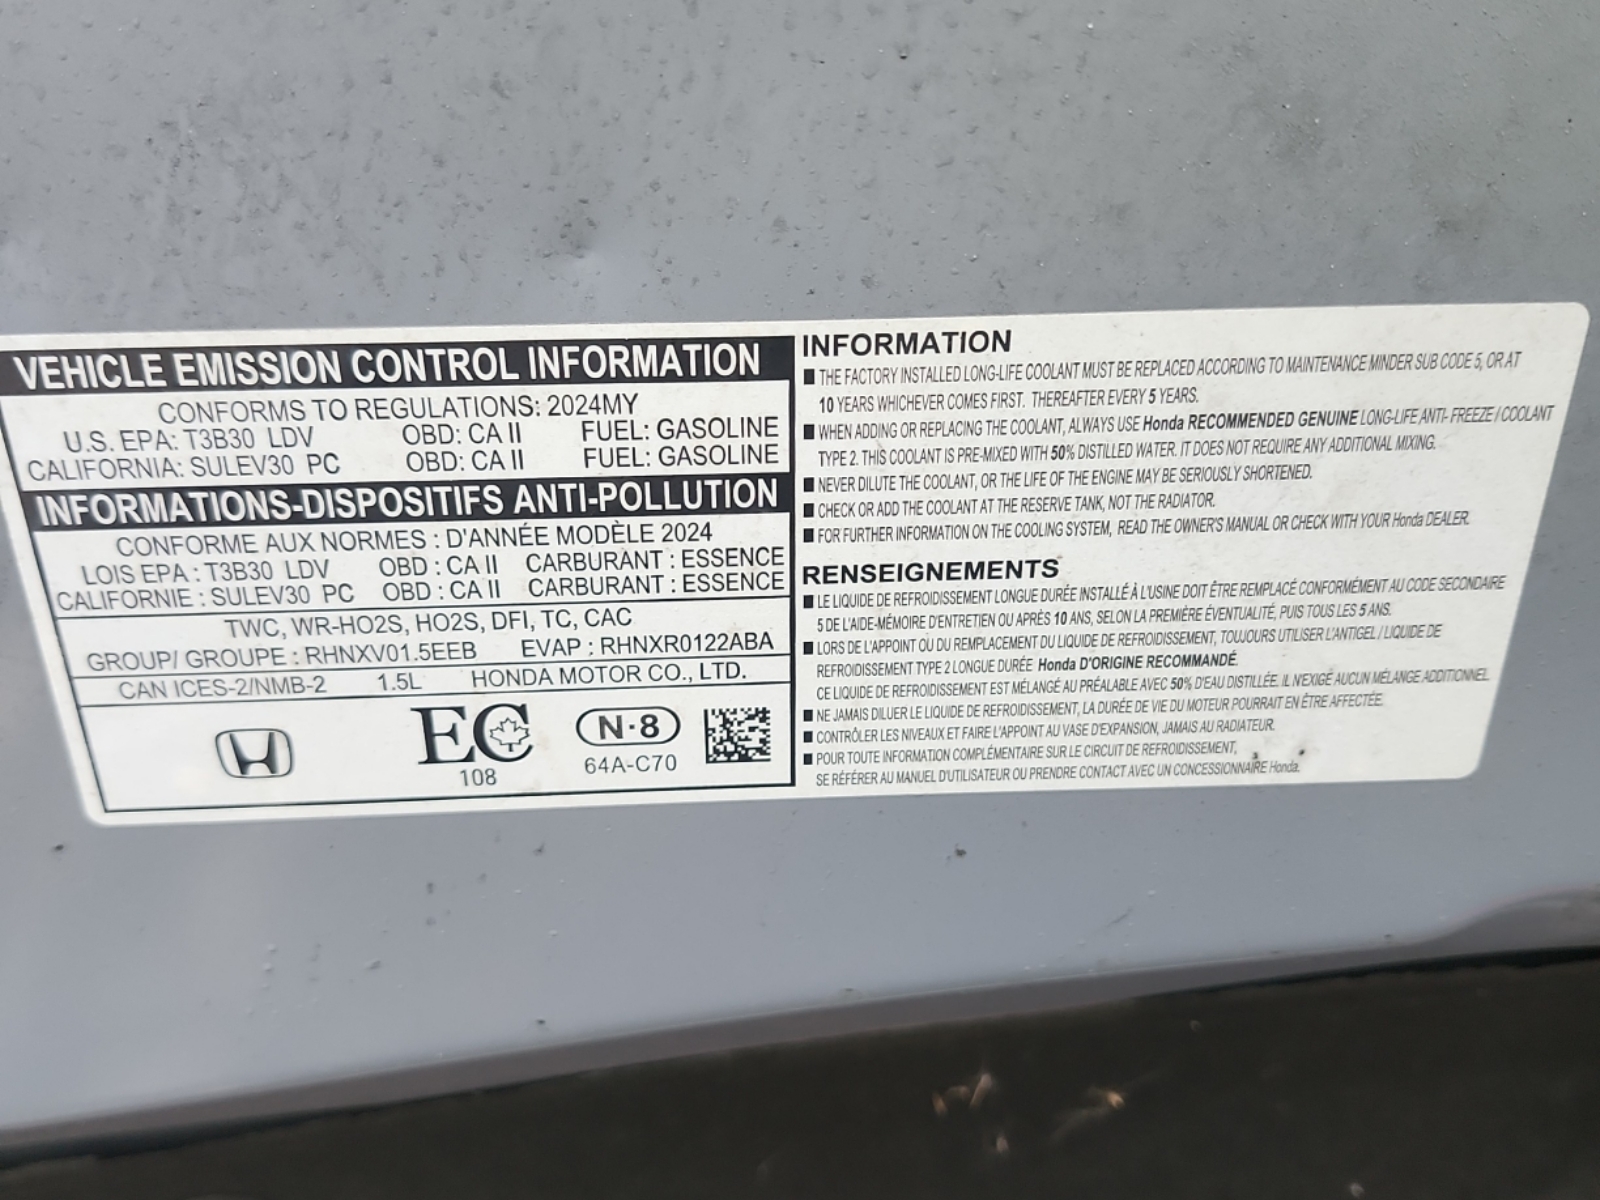 VEHICLE EMISSION CONTROL INFORMATION
CONFORMS TO REGULATIONS: 2024MY
U.S. EPA: T3B30 LDV OBD: CA II FUEL: GASOLINE
CALIFORNIA: SULEV30 PC OBD: CA II FUEL: GASOLINE
INFORMATIONS-DISPOSITIFS ANTI-POLLUTION
CONFORME AUX NORMES : D'ANNÉE MODÈLE 2024
LOIS EPA : T3B30 LDV OBD : CA II CARBURANT : ESSENCE
CALIFORNIE : SULEV30 PC OBD : CA II CARBURANT : ESSENCE
TWC, WR-HO2S, HO2S, DFI, TC, CAC
GROUP/ GROUPE : RHNXV01.5EEB EVAP : RHNXR0122ABA
CAN ICES-2/NMB-2 1.5L HONDA MOTOR CO., LTD.
EC N-8
108 64A-C70
INFORMATION
■ THE FACTORY INSTALLED LONG-LIFE COOLANT MUST BE REPLACED ACCORDING TO MAINTENANCE MINDER SUB CODE 5, OR AT
10 YEARS WHICHEVER COMES FIRST. THEREAFTER EVERY 5 YEARS.
■ WHEN ADDING OR REPLACING THE COOLANT, ALWAYS USE Honda RECOMMENDED GENUINE LONG-LIFE ANTI- FREEZE / COOLANT
TYPE 2. THIS COOLANT IS PRE-MIXED WITH 50% DISTILLED WATER. IT DOES NOT REQUIRE ANY ADDITIONAL MIXING.
■ NEVER DILUTE THE COOLANT, OR THE LIFE OF THE ENGINE MAY BE SERIOUSLY SHORTENED.
■ CHECK OR ADD THE COOLANT AT THE RESERVE TANK, NOT THE RADIATOR.
■ FOR FURTHER INFORMATION ON THE COOLING SYSTEM, READ THE OWNER'S MANUAL OR CHECK WITH YOUR Honda DEALER.
RENSEIGNEMENTS
■ LE LIQUIDE DE REFROIDISSEMENT LONGUE DURÉE INSTALLÉ À L'USINE DOIT ÊTRE REMPLACÉ CONFORMÉMENT AU CODE SECONDAIRE
5 DE L'AIDE-MÉMOIRE D'ENTRETIEN OU APRÈS 10 ANS, SELON LA PREMIÈRE ÉVENTUALITÉ, PUIS TOUS LES 5 ANS.
■ LORS DE L'APPOINT OU DU REMPLACEMENT DU LIQUIDE DE REFROIDISSEMENT, TOUJOURS UTILISER L'ANTIGEL / LIQUIDE DE
REFROIDISSEMENT TYPE 2 LONGUE DURÉE Honda D'ORIGINE RECOMMANDÉ.
CE LIQUIDE DE REFROIDISSEMENT EST MÉLANGÉ AU PRÉALABLE AVEC 50% D'EAU DISTILLÉE. IL N'EXIGÉ AUCUN MÉLANGE ADDITIONNEL.
■ NE JAMAIS DILUER LE LIQUIDE DE REFROIDISSEMENT, LA DURÉE DE VIE DU MOTEUR POURRAIT EN ÊTRE AFFECTÉE.
■ CONTRÔLER LES NIVEAUX ET FAIRE L'APPOINT AU VASE D'EXPANSION, JAMAIS AU RADIATEUR.
■ POUR TOUTE INFORMATION COMPLÉMENTAIRE SUR LE CIRCUIT DE REFROIDISSEMENT,
SE RÉFÉRER AU MANUEL D'UTILISATEUR OU PRENDRE CONTACT AVEC UN CONCESSIONNAIRE Honda.